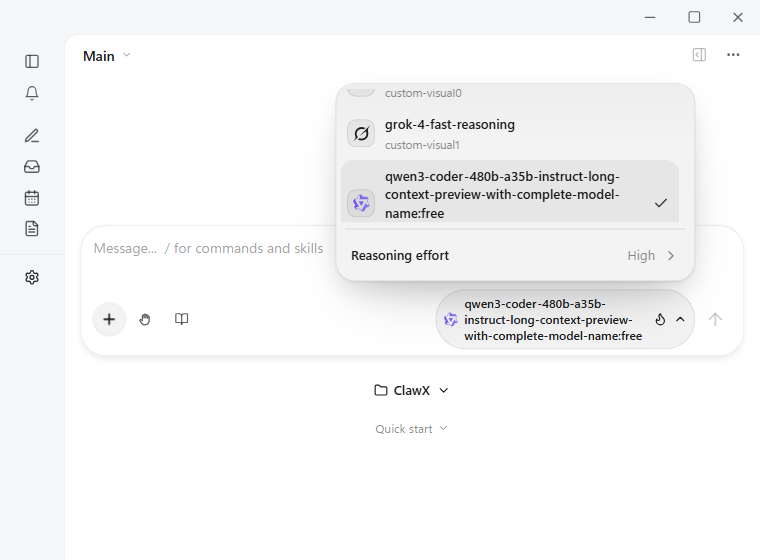 Main
custom-visual0
grok-4-fast-reasoning
custom-visual1
qwen3-coder-480b-a35b-instruct-long-
context-preview-with-complete-model-
name:free
Reasoning effort High
Message... / for commands and skills
qwen3-coder-480b-a35b-
instruct-long-context-preview-
with-complete-model-name:free
ClawX
Quick start